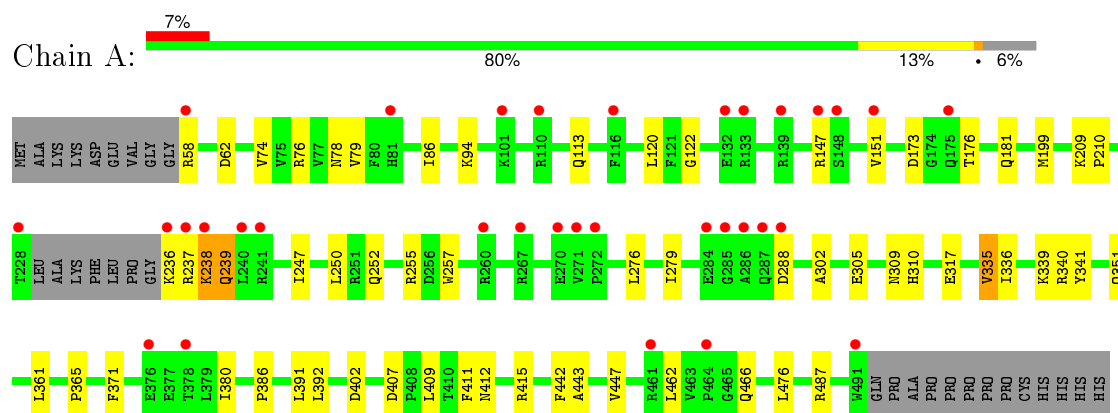 7%
Chain A:
80% 13% • 6%
MET ALA LYS LYS ASP GLU VAL GLY GLY R58 D62 V74 V75 R76 V77 N78 V79 F80 H81 I86 K94 K101 R110 Q113 F116 L120 F121 G122 E132 R133 R139 R147 S148 V151 D173 G174 Q175 T176 Q181 M199 K209 P210
T228 LEU ALA LYS PHE LEU PRO GLY K236 R237 K238 Q239 L240 R241 I247 L250 R251 Q252 R255 D256 W257 R260 R267 E270 V271 P272 L276 I279 E284 G285 A286 Q287 D288 A302 E305 N309 H310 E317 V335 I336 K339 R340 Y341
L361 P365 F371 E376 E377 T378 L379 I380 P386 L391 L392 D402 D407 P408 L409 T410 F411 N412 R415 F442 A443 V447 R461 L462 V463 P464 G465 Q466 L476 R487 W491 GLN PRO PRO ALA PRO PRO PRO PRO PRO CYS HIS HIS HIS HIS HIS